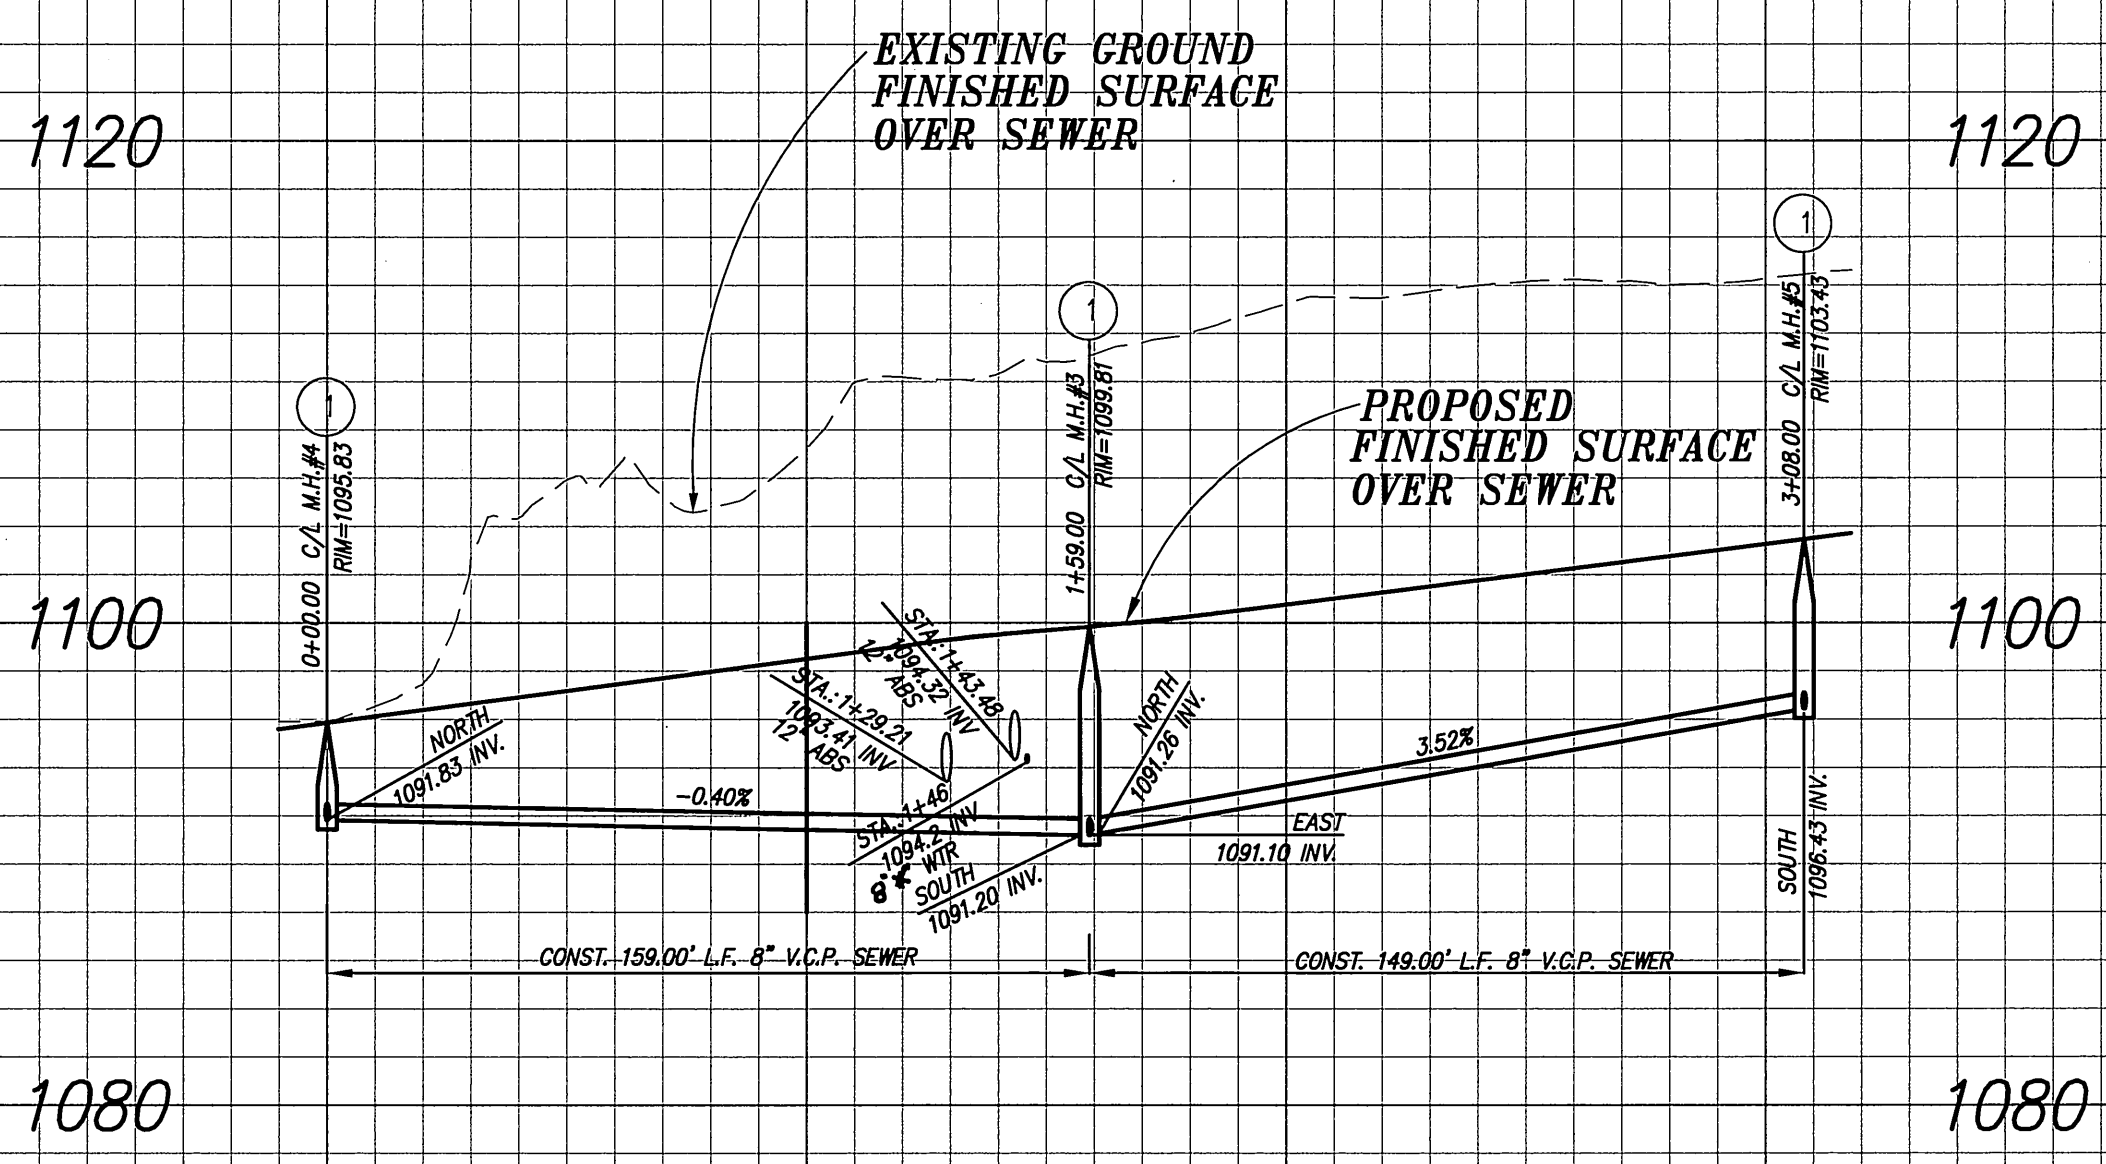 EXISTING GROUND
FINISHED SURFACE
OVER SEWER
1120
1120
1
1
1
0+00.00 C/L M.H.#4
RIM=1095.83
1+59.00 C/L M.H.#3
RIM=1099.81
3+08.00 C/L M.H.#5
RIM=1103.43
PROPOSED
FINISHED SURFACE
OVER SEWER
1100
1100
STA.:1+43.48
1094.32 INV
12" ABS
STA.:1+29.21
1093.41 INV
12" ABS
NORTH
1091.83 INV.
NORTH
1091.26 INV.
-0.40%
3.52%
STA.:1+46
1094.2 INV
8" WTR
SOUTH
1091.20 INV.
EAST
1091.10 INV.
SOUTH
1096.43 INV.
CONST. 159.00' L.F. 8" V.C.P. SEWER
CONST. 149.00' L.F. 8" V.C.P. SEWER
1080
1080